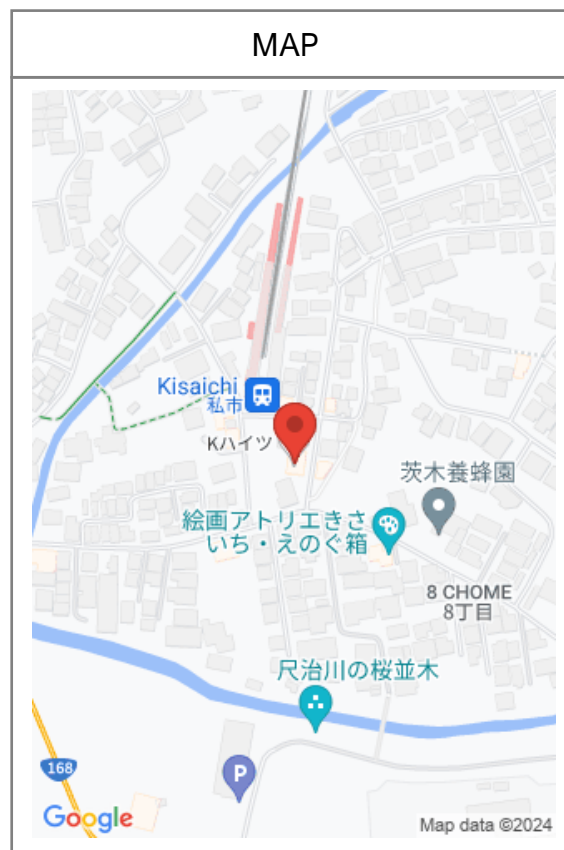 MAP
Kisaichi
私市
Kハイツ
茨木養蜂園
絵画アトリエきさ
いち・えのぐ箱
8 CHOME
8丁目
尺治川の桜並木
168
P
Google
Map data ©2024